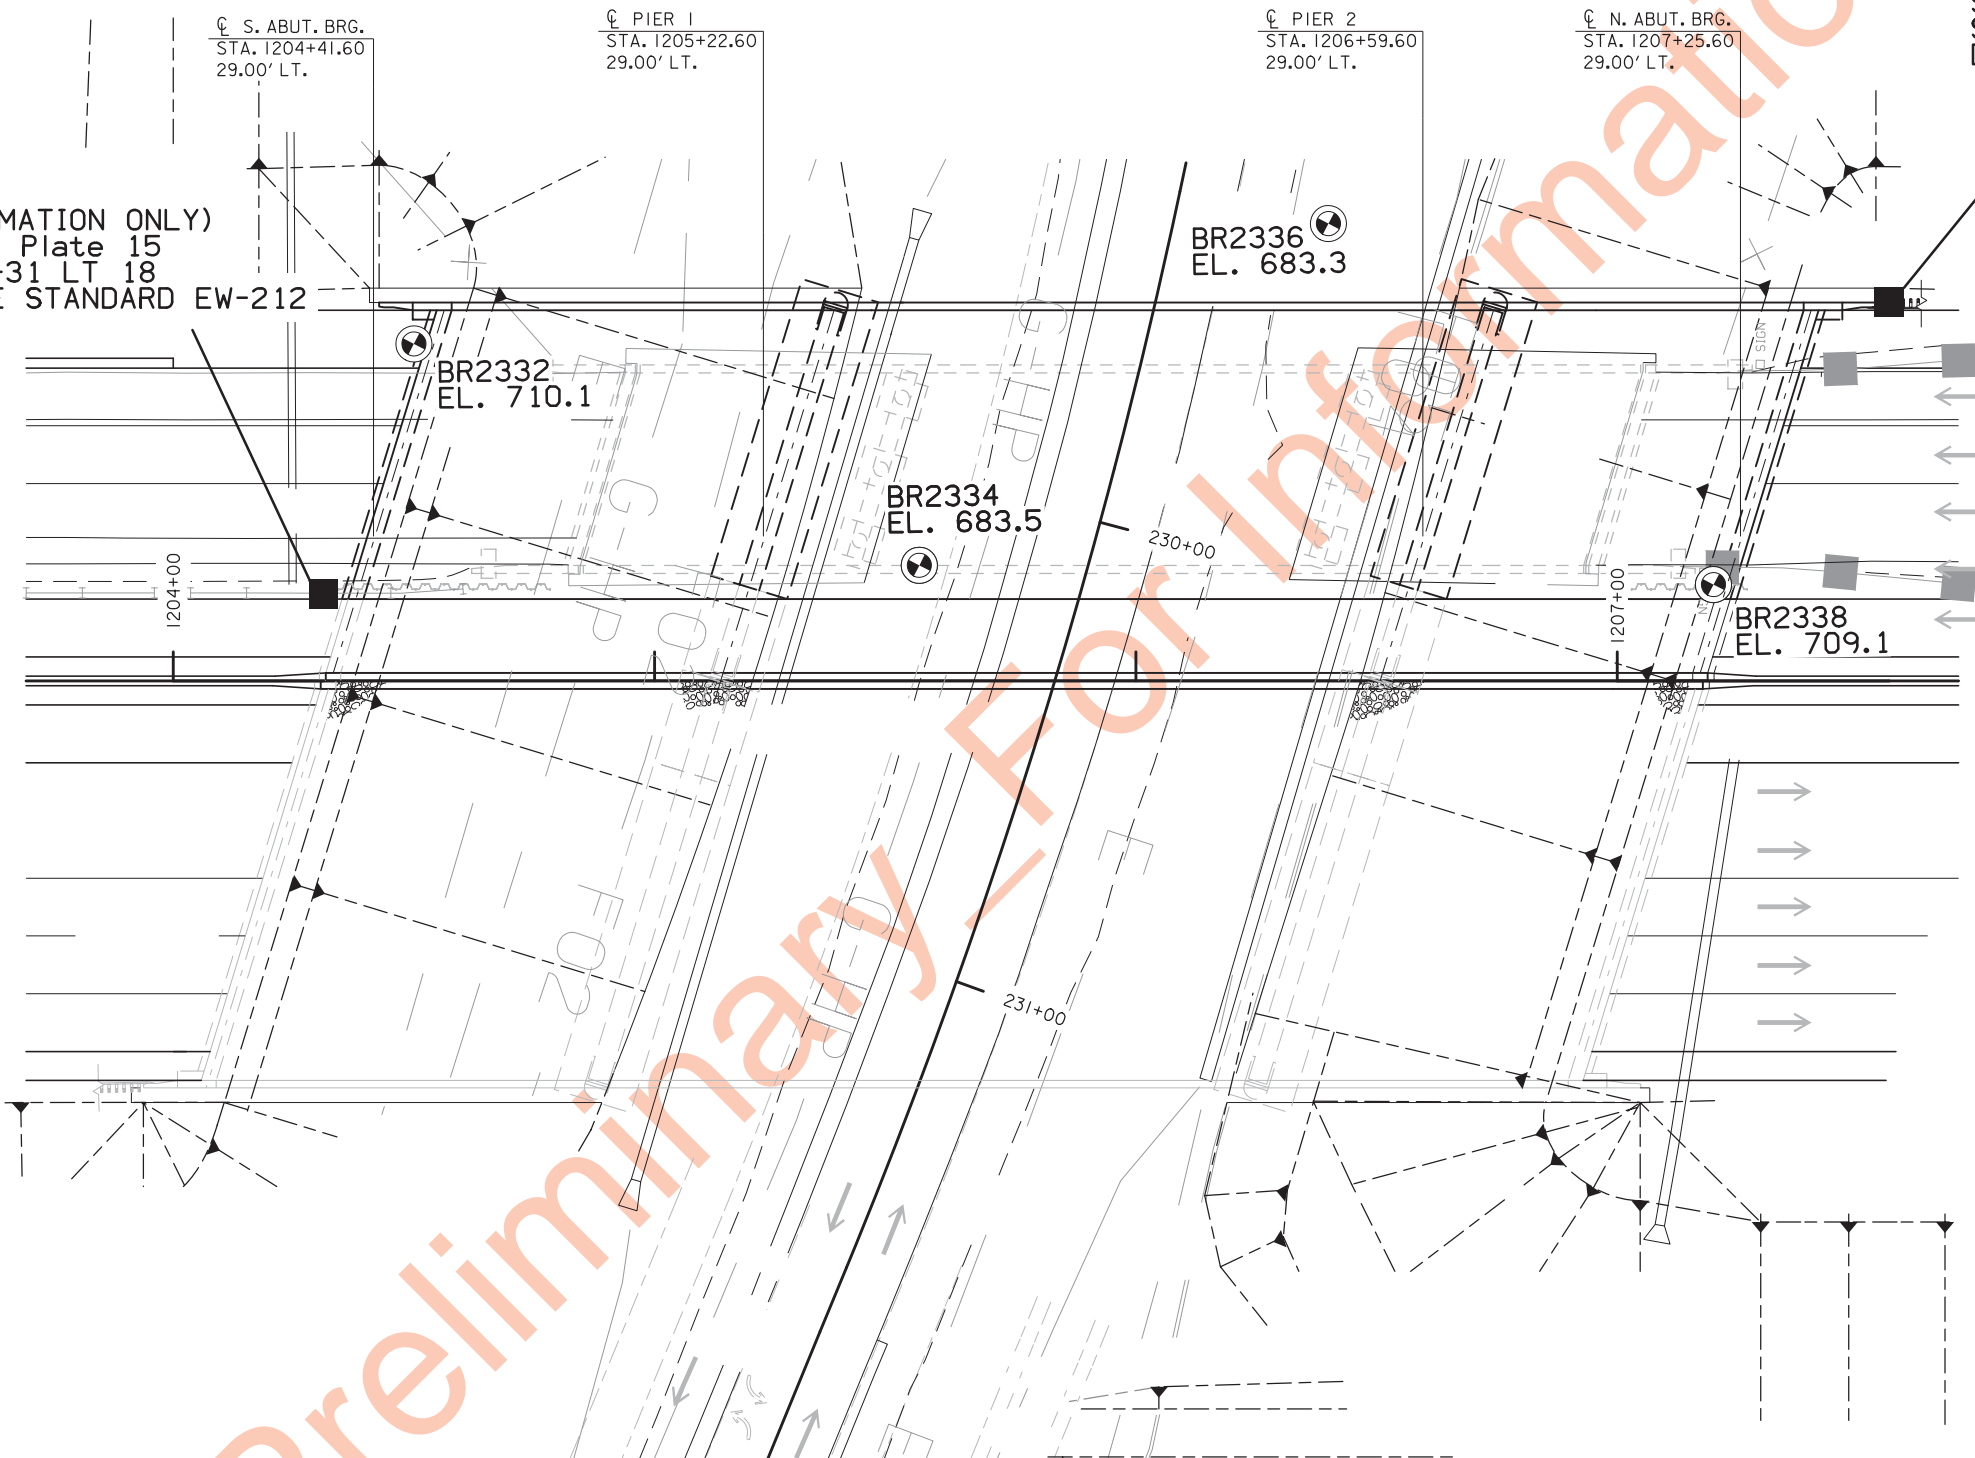 ℄ S. ABUT. BRG.
STA. 1204+41.60
29.00' LT.
℄ PIER 1
STA. 1205+22.60
29.00' LT.
℄ PIER 2
STA. 1206+59.60
29.00' LT.
℄ N. ABUT. BRG.
STA. 1207+25.60
29.00' LT.
MATION ONLY)
Plate 15
-31 LT 18
E STANDARD EW-212
BR2336
EL. 683.3
BR2332
EL. 710.1
SIGN
BR2334
EL. 683.5
230+00
1204+00
1207+00
BR2338
EL. 709.1
231+00
Preliminary_For Informatio